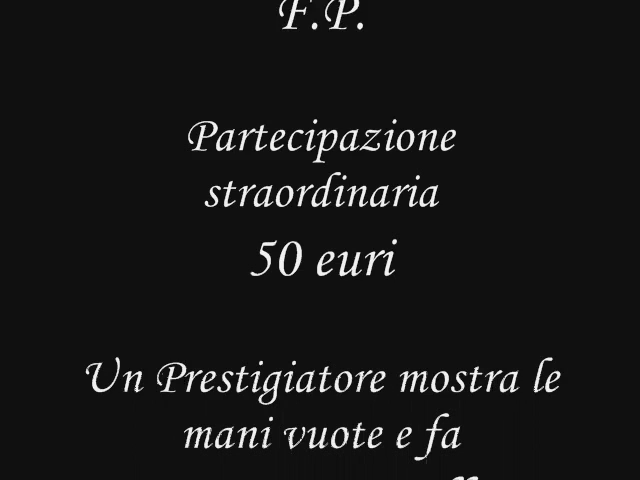 F.P.
Partecipazione
straordinaria
50 euri
Un Prestigiatore mostra le
mani vuote e fa